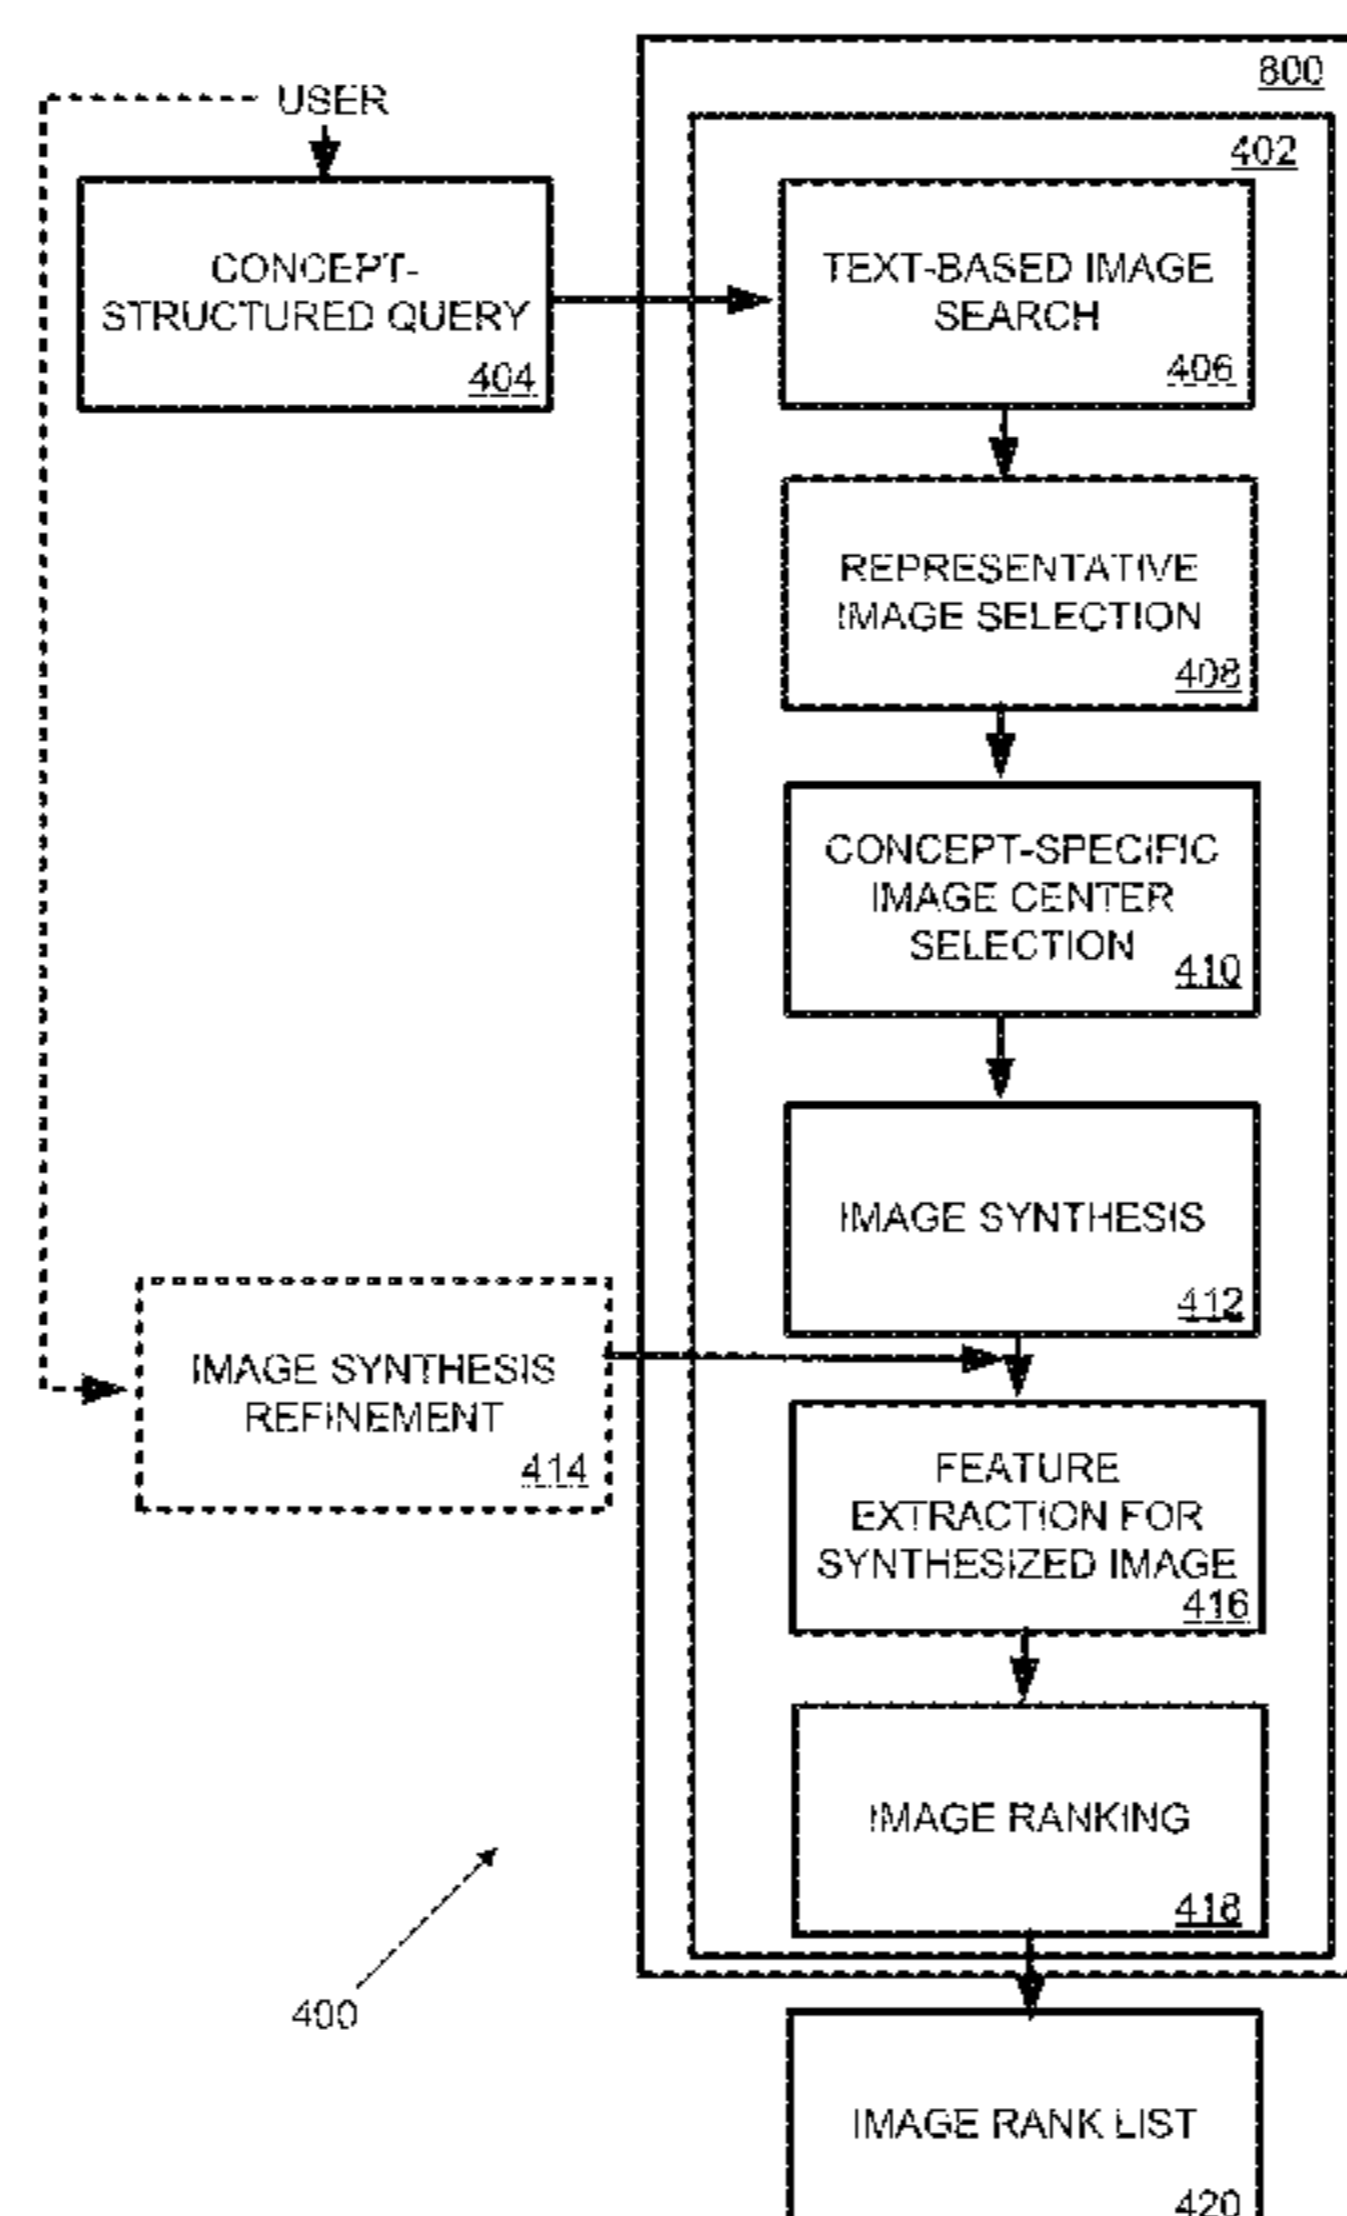 800
402
USER
CONCEPT-
STRUCTURED QUERY
404
TEXT-BASED IMAGE
SEARCH
406
REPRESENTATIVE
IMAGE SELECTION
408
CONCEPT-SPECIFIC
IMAGE CENTER
SELECTION
410
IMAGE SYNTHESIS
412
IMAGE SYNTHESIS
REFINEMENT
414
FEATURE
EXTRACTION FOR
SYNTHESIZED IMAGE
416
IMAGE RANKING
418
400
IMAGE RANK LIST
420